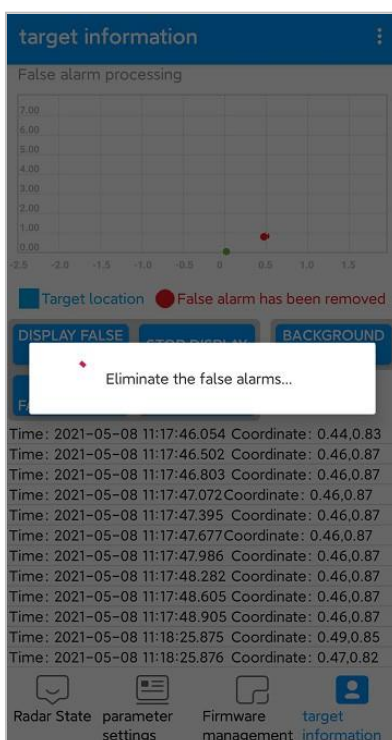 target information
False alarm processing
7.00
6.00
5.00
4.00
3.00
2.00
1.00
0.00
-2.5 -2.0 -1.5 -1.0 -0.5 0 0.5 1.0 1.5
Target location False alarm has been removed
DISPLAY FALSE STOP DISPLAY BACKGROUND
Eliminate the false alarms...
Time: 2021-05-08 11:17:46.054 Coordinate: 0.44,0.83
Time: 2021-05-08 11:17:46.502 Coordinate: 0.46,0.87
Time: 2021-05-08 11:17:46.803 Coordinate: 0.46,0.87
Time: 2021-05-08 11:17:47.072 Coordinate: 0.46,0.87
Time: 2021-05-08 11:17:47.395 Coordinate: 0.46,0.87
Time: 2021-05-08 11:17:47.677 Coordinate: 0.46,0.87
Time: 2021-05-08 11:17:47.986 Coordinate: 0.46,0.87
Time: 2021-05-08 11:17:48.282 Coordinate: 0.46,0.87
Time: 2021-05-08 11:17:48.605 Coordinate: 0.46,0.87
Time: 2021-05-08 11:17:48.905 Coordinate: 0.46,0.87
Time: 2021-05-08 11:18:25.875 Coordinate: 0.49,0.85
Time: 2021-05-08 11:18:25.876 Coordinate: 0.47,0.82
Radar State parameter Firmware target
settings management information